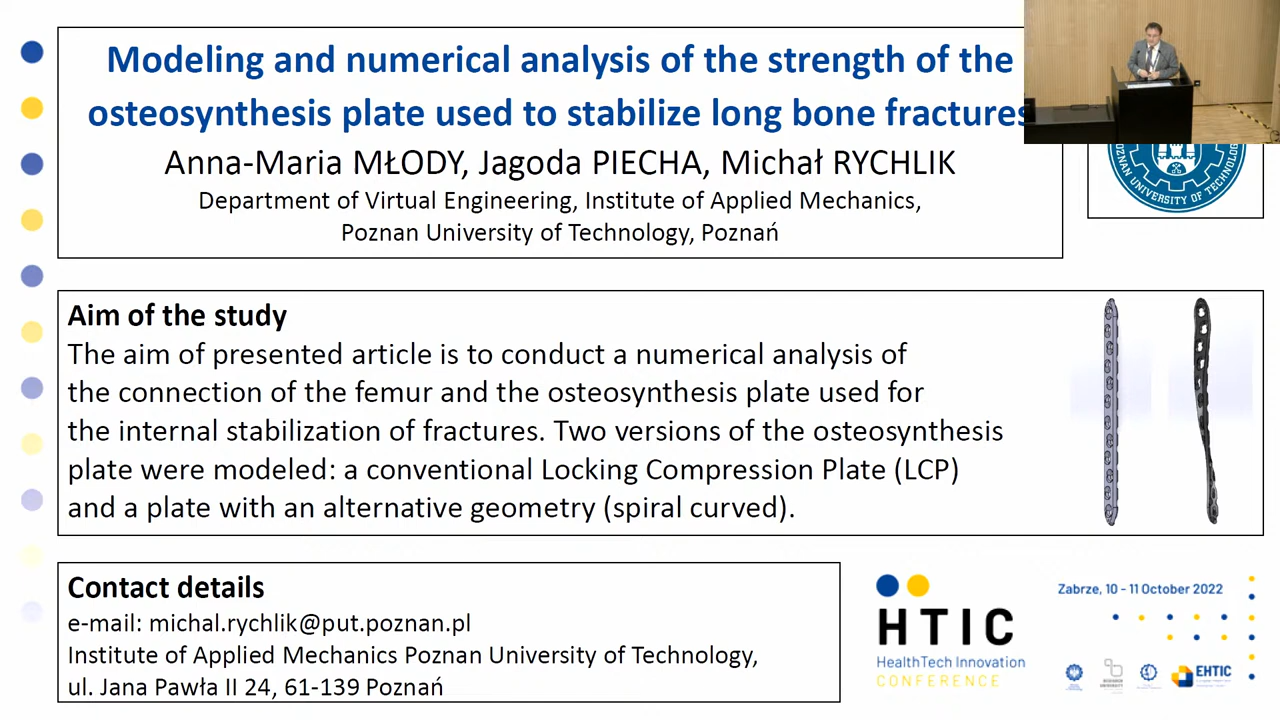 Modeling and numerical analysis of the strength of the
osteosynthesis plate used to stabilize long bone fractures
Anna-Maria MŁODY, Jagoda PIECHA, Michał RYCHLIK
Department of Virtual Engineering, Institute of Applied Mechanics,
Poznan University of Technology, Poznań
POZNAN UNIVERSITY OF TECHNOLOGY
Aim of the study
The aim of presented article is to conduct a numerical analysis of
the connection of the femur and the osteosynthesis plate used for
the internal stabilization of fractures. Two versions of the osteosynthesis
plate were modeled: a conventional Locking Compression Plate (LCP)
and a plate with an alternative geometry (spiral curved).
Contact details
e-mail: michal.rychlik@put.poznan.pl
Institute of Applied Mechanics Poznan University of Technology,
ul. Jana Pawła II 24, 61-139 Poznań
HTIC
HealthTech Innovation
CONFERENCE
Zabrze, 10 - 11 October 2022
EHTIC